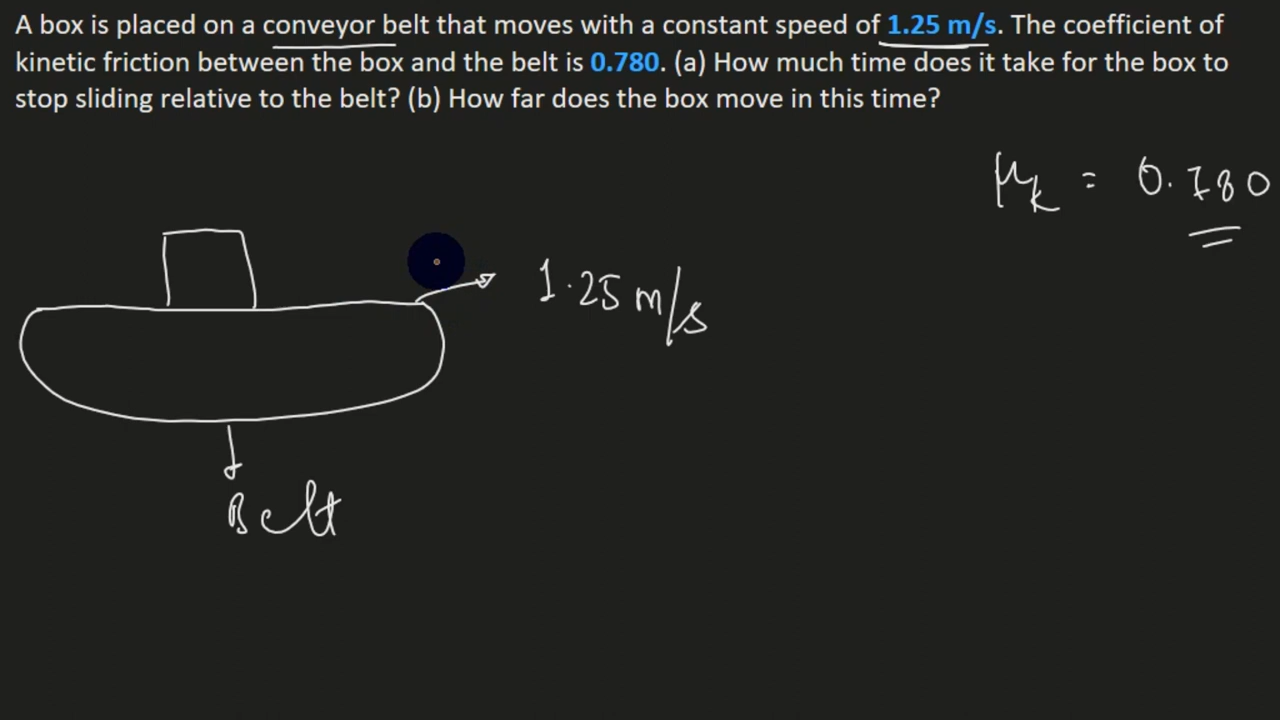 A box is placed on a conveyor belt that moves with a constant speed of 1.25 m/s. The coefficient of
kinetic friction between the box and the belt is 0.780. (a) How much time does it take for the box to
stop sliding relative to the belt? (b) How far does the box move in this time?
μk = 0.780
1.25 m/s
Belt